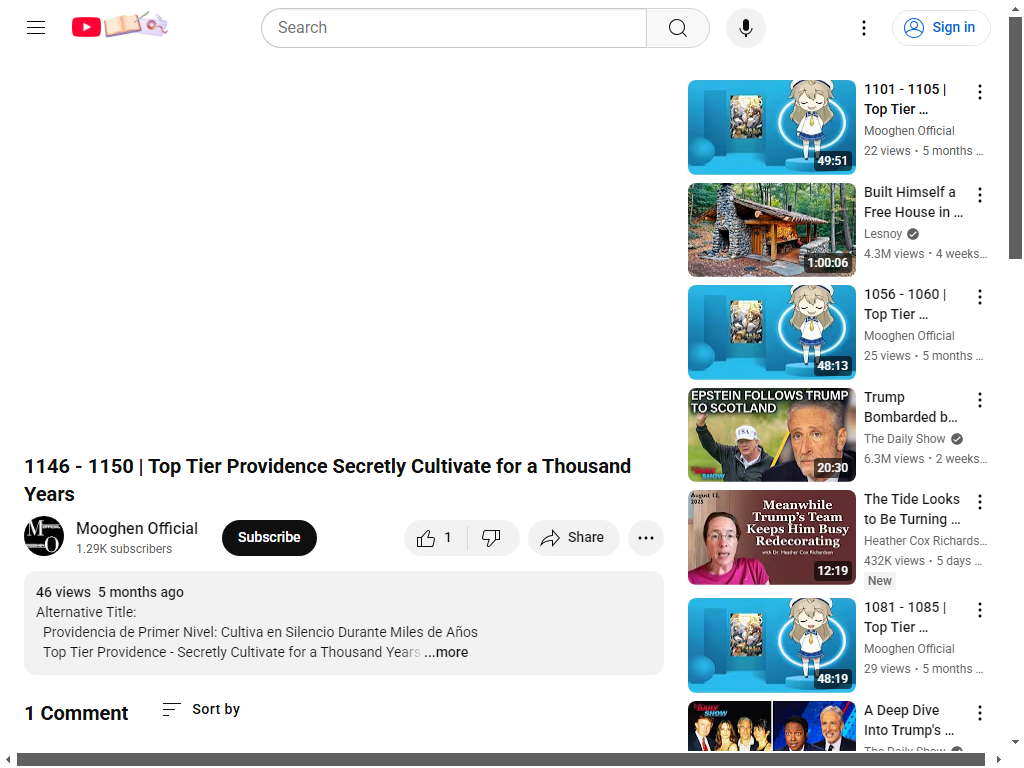 Search
Sign in
1101 - 1105 |
Top Tier ...
Mooghen Official
22 views • 5 months ...
49:51
Built Himself a
Free House in ...
Lesnoy
4.3M views • 4 weeks...
1:00:06
1056 - 1060 |
Top Tier ...
Mooghen Official
25 views • 5 months ...
48:13
EPSTEIN FOLLOWS TRUMP
TO SCOTLAND
USA
20:30
Trump
Bombarded b...
The Daily Show
6.3M views • 2 weeks...
1146 - 1150 | Top Tier Providence Secretly Cultivate for a Thousand
Years
Mooghen Official
1.29K subscribers
Subscribe
1
Share
46 views 5 months ago
Alternative Title:
Providencia de Primer Nivel: Cultiva en Silencio Durante Miles de Años
Top Tier Providence - Secretly Cultivate for a Thousand Years ...more
1 Comment
Sort by
August 12,
2025
Meanwhile
Trump's Team
Keeps Him Busy
Redecorating
with Dr. Heather Cox Richardson
12:19
The Tide Looks
to Be Turning ...
Heather Cox Richards...
432K views • 5 days ...
New
1081 - 1085 |
Top Tier ...
Mooghen Official
29 views • 5 months ...
48:19
DAILY
SHOW
A Deep Dive
Into Trump's ...
The Daily Show